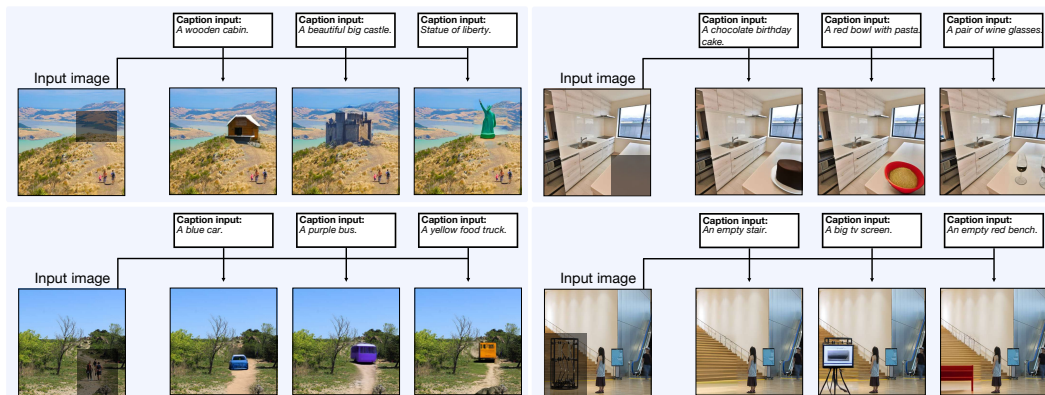 Caption input:
A wooden cabin.
Caption input:
A beautiful big castle.
Caption input:
Statue of liberty.
Input image
Caption input:
A chocolate birthday
cake.
Caption input:
A red bowl with pasta.
Caption input:
A pair of wine glasses.
Input image
Caption input:
A blue car.
Caption input:
A purple bus.
Caption input:
A yellow food truck.
Input image
Caption input:
An empty stair.
Caption input:
A big tv screen.
Caption input:
An empty red bench.
Input image